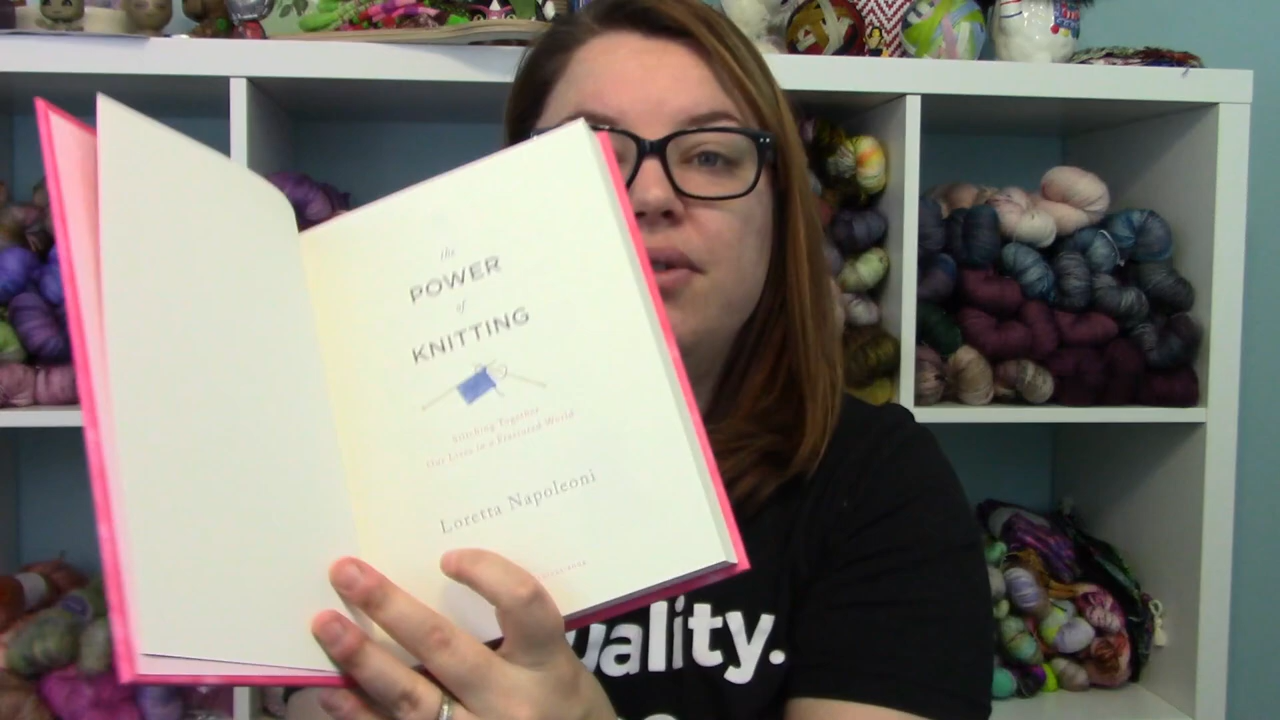 the
POWER
of
KNITTING
Stitching Together
Our Lives in a Fractured World
Loretta Napoleoni
uality.